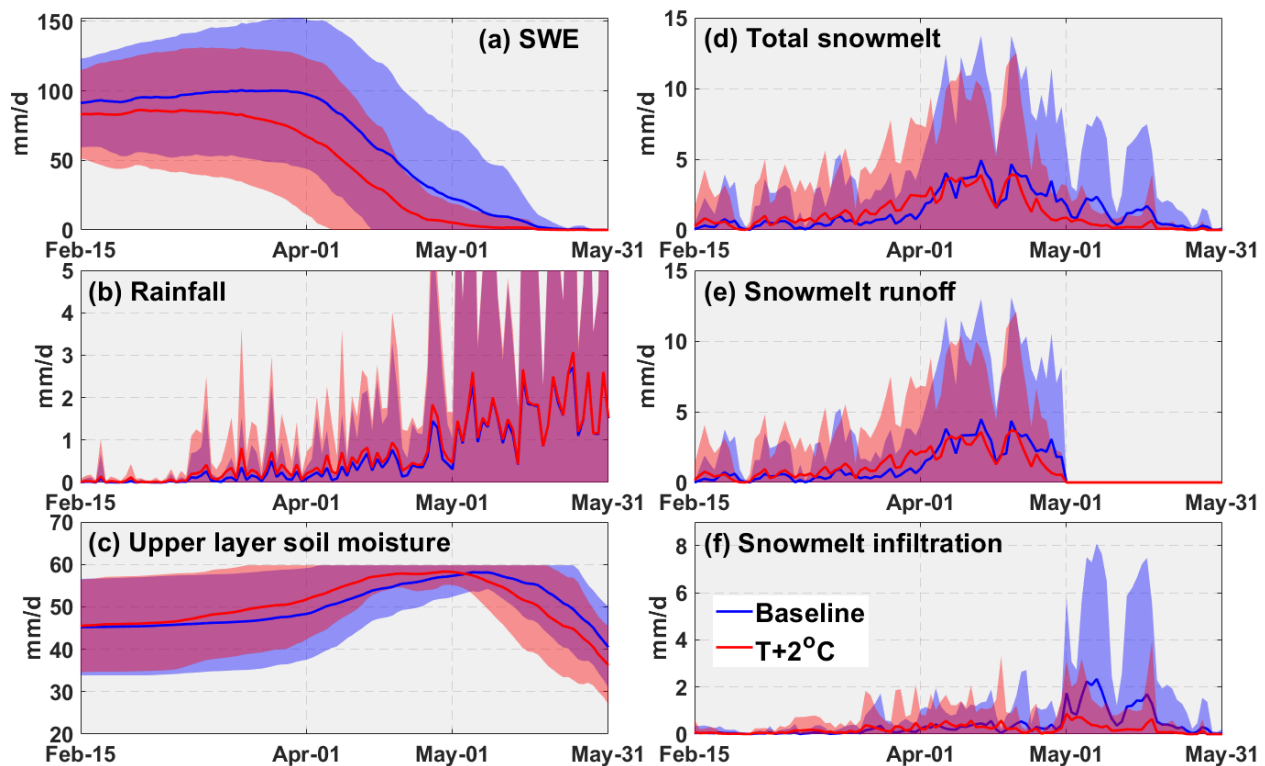 (a) SWE
150
100
50
0
mm/d
Feb-15 Apr-01 May-01 May-31
(b) Rainfall
5
4
3
2
1
0
mm/d
Feb-15 Apr-01 May-01 May-31
(c) Upper layer soil moisture
70
60
50
40
30
20
mm/d
Feb-15 Apr-01 May-01 May-31
(d) Total snowmelt
15
10
5
0
mm/d
Feb-15 Apr-01 May-01 May-31
(e) Snowmelt runoff
15
10
5
0
mm/d
Feb-15 Apr-01 May-01 May-31
(f) Snowmelt infiltration
8
6
4
2
0
mm/d
Baseline
T+2°C
Feb-15 Apr-01 May-01 May-31